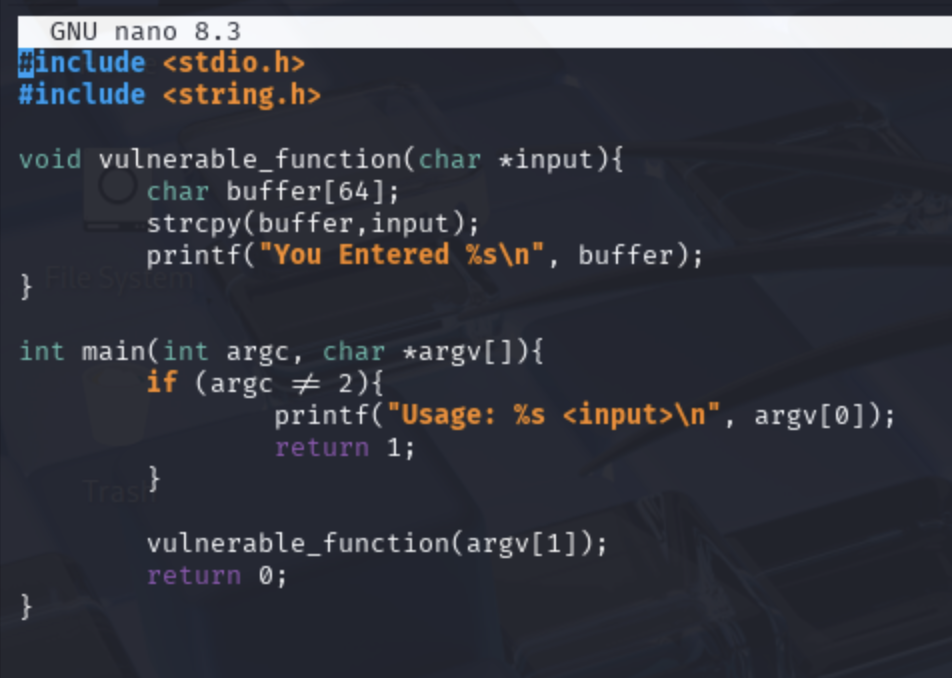 GNU nano 8.3
#include <stdio.h>
#include <string.h>
void vulnerable_function(char *input){
char buffer[64];
strcpy(buffer,input);
printf("You Entered %s\n", buffer);
}
File System
int main(int argc, char *argv[]){
if (argc ≠ 2){
printf("Usage: %s <input>\n", argv[0]);
return 1;
}
Trash
vulnerable_function(argv[1]);
return 0;
}